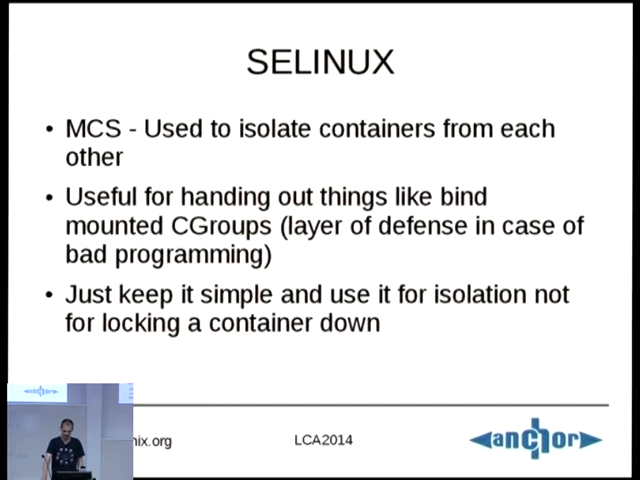 SELINUX
• MCS - Used to isolate containers from each
other
• Useful for handing out things like bind
mounted CGroups (layer of defense in case of
bad programming)
• Just keep it simple and use it for isolation not
for locking a container down
nix.org
LCA2014
anchor
anchor